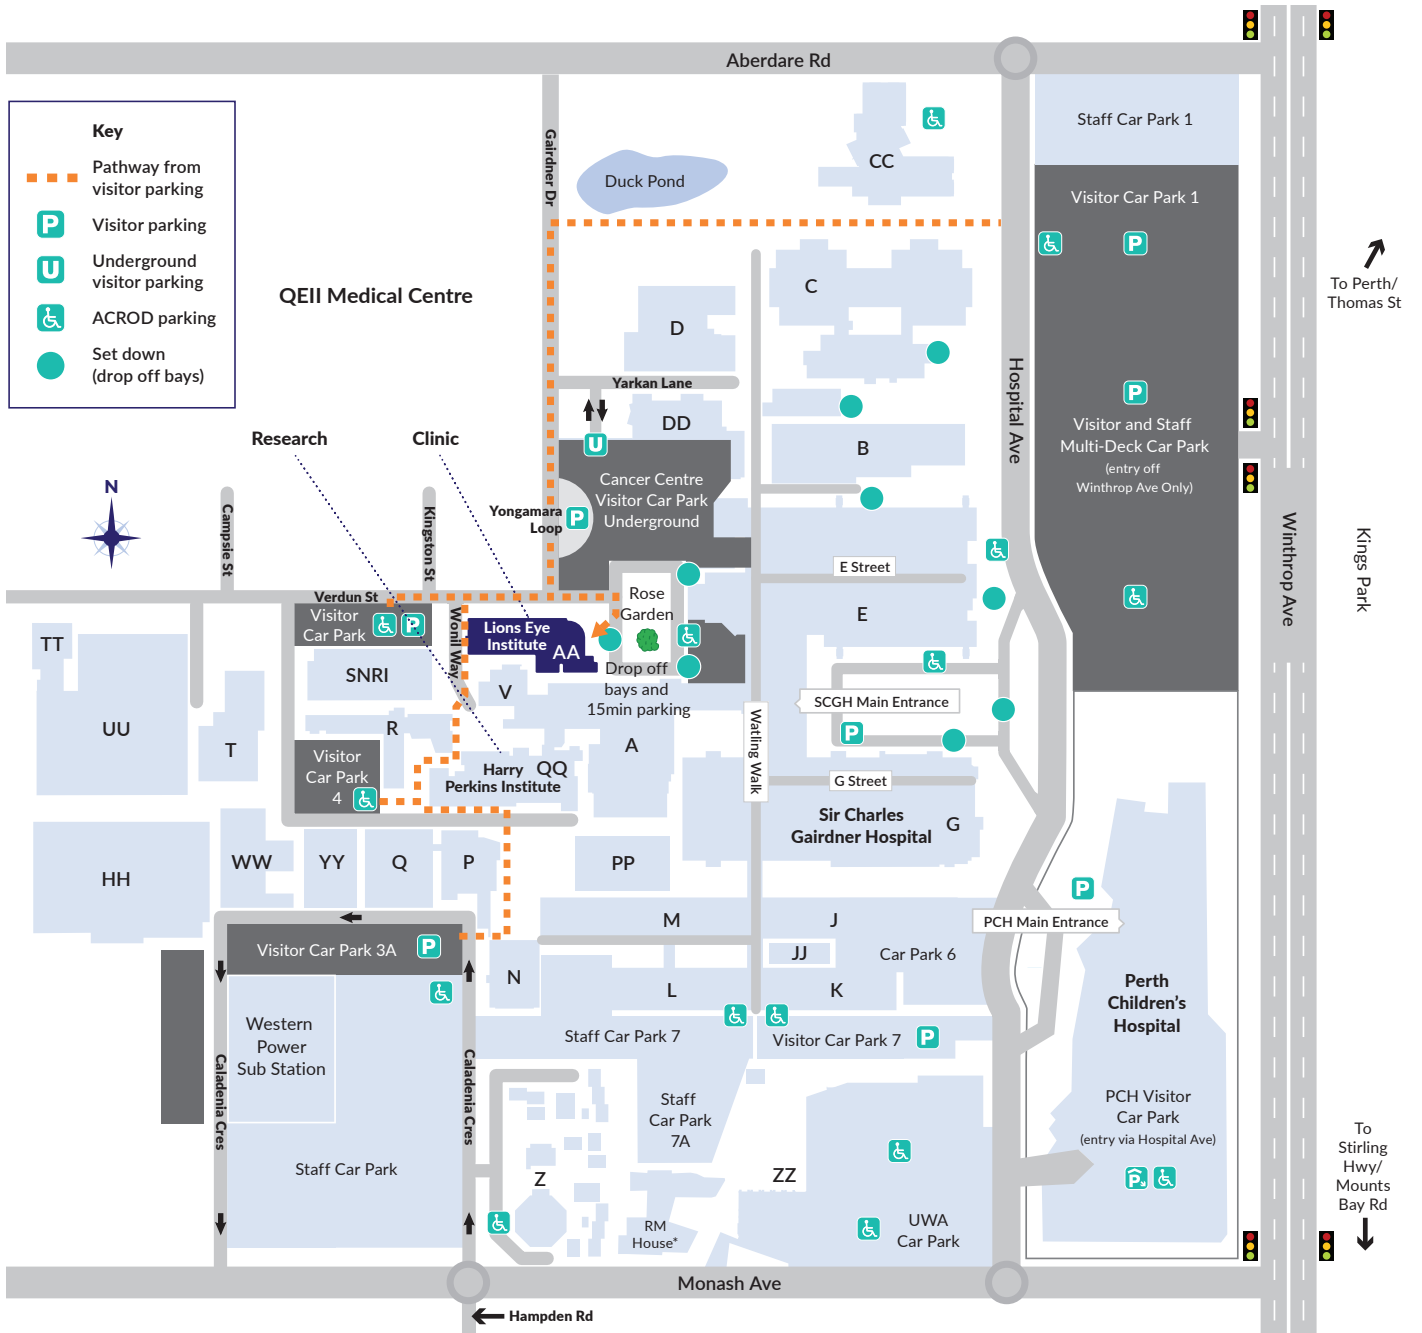 Aberdare Rd
Key
Pathway from
visitor parking
P
Visitor parking
U
Underground
visitor parking
ACROD parking
Set down
(drop off bays)
Gairdner Dr
Duck Pond
CC
Staff Car Park 1
Visitor Car Park 1
P
To Perth/
Thomas St
QEII Medical Centre
C
D
Yarkan Lane
Hospital Ave
P
Visitor and Staff
Multi-Deck Car Park
(entry off
Winthrop Ave Only)
Research
Clinic
DD
U
B
Cancer Centre
Visitor Car Park
Underground
Yongamara
Loop
P
N
Campsie St
Kingston St
Winthrop Ave
Kings Park
E Street
E
Verdun St
Visitor
Car Park
P
Wonil Way
Lions Eye
Institute
AA
Rose
Garden
Drop off
bays and
15min parking
TT
UU
SNRI
V
R
T
SCGH Main Entrance
P
Watling Walk
A
Visitor
Car Park
4
Harry
Perkins Institute
QQ
G Street
Sir Charles
Gairdner Hospital
G
HH
WW
YY
Q
P
PP
P
PCH Main Entrance
M
J
JJ
Car Park 6
Visitor Car Park 3A
P
N
L
K
Perth
Children's
Hospital
Western
Power
Sub Station
Staff Car Park 7
Visitor Car Park 7
P
Caladenia Cres
Caladenia Cres
Staff
Car Park
7A
PCH Visitor
Car Park
(entry via Hospital Ave)
P
To
Stirling
Hwy/
Mounts
Bay Rd
Staff Car Park
Z
ZZ
RM
House*
UWA
Car Park
Monash Ave
Hampden Rd